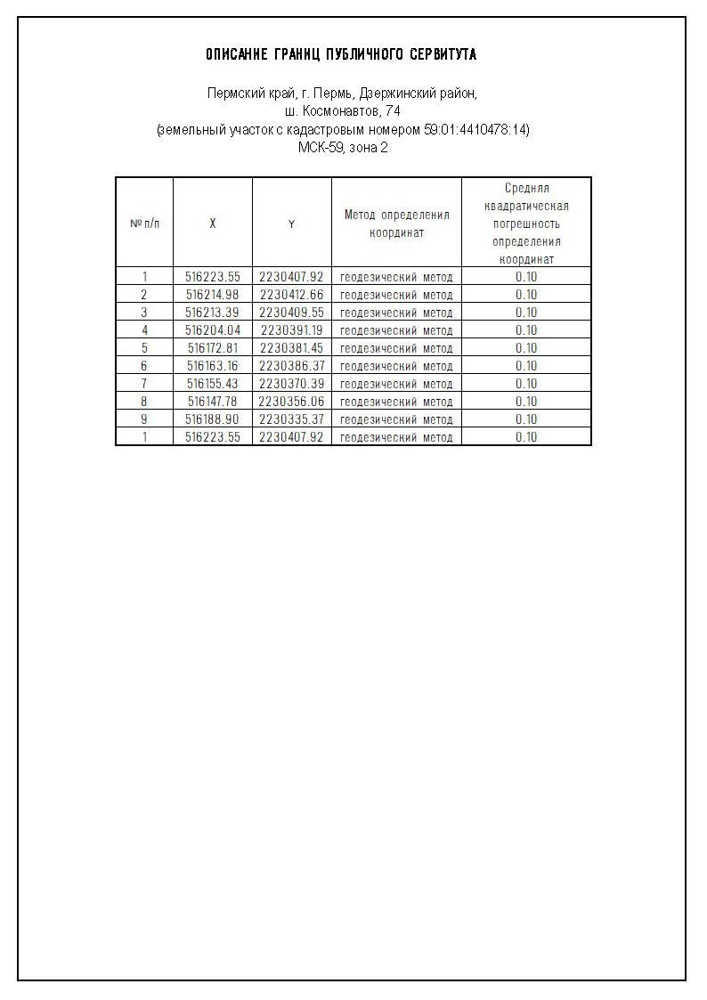 ОПИСАНИЕ ГРАНИЦ ПУБЛИЧНОГО СЕРВИТУТА
Пермский край, г. Пермь, Дзержинский район,
ш. Космонавтов, 74
(земельный участок с кадастровым номером 59:01:4410478:14)
МСК-59, зона 2
№ п/п X Y Метод определения координат Средняя квадратическая погрешность определения координат
1 516223.55 2230407.92 геодезический метод 0.10
2 516214.98 2230412.66 геодезический метод 0.10
3 516213.39 2230409.55 геодезический метод 0.10
4 516204.04 2230391.19 геодезический метод 0.10
5 516172.81 2230381.45 геодезический метод 0.10
6 516163.16 2230386.37 геодезический метод 0.10
7 516155.43 2230370.39 геодезический метод 0.10
8 516147.78 2230356.06 геодезический метод 0.10
9 516188.90 2230335.37 геодезический метод 0.10
1 516223.55 2230407.92 геодезический метод 0.10